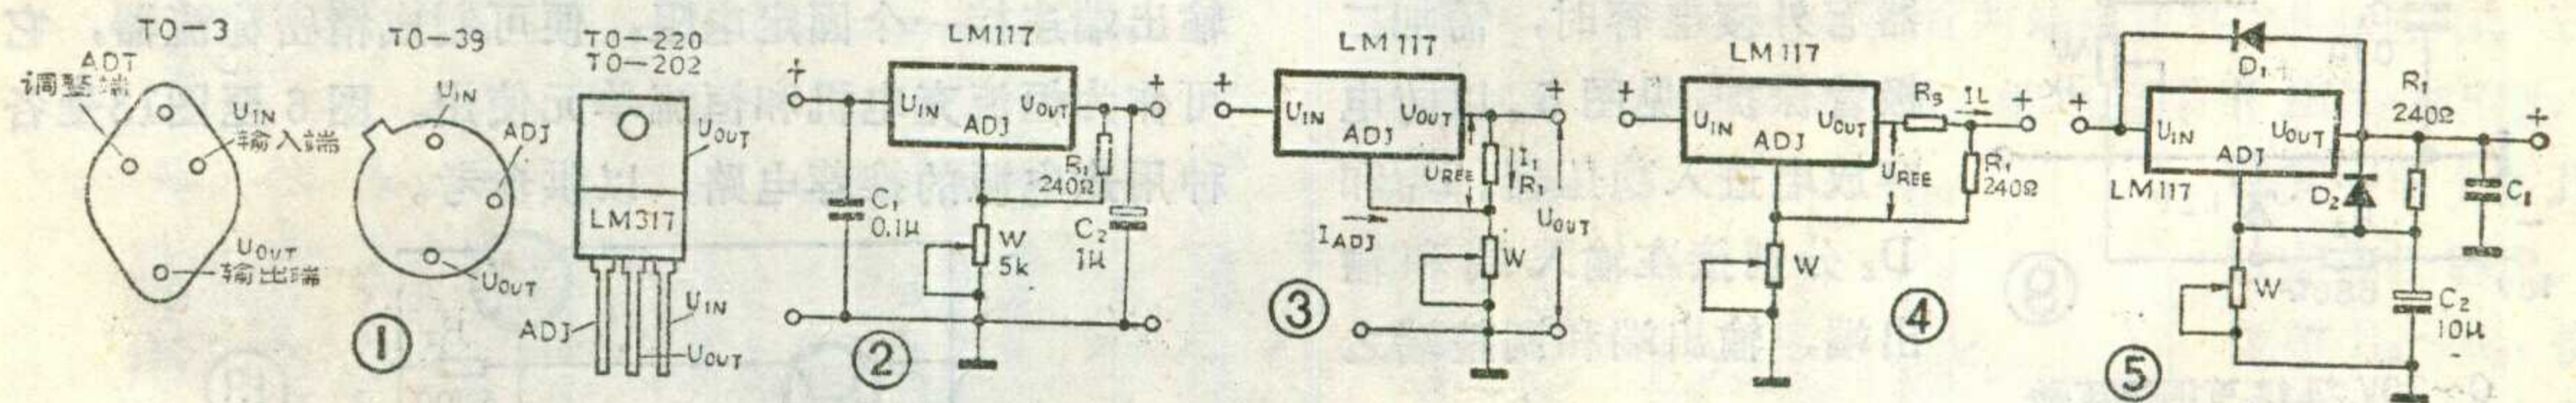 TO-3
ADT
调整端
UIN
输入端
UOUT
输出端
TO-39
UIN
ADJ
UOUT
①
TO-220
TO-202
UOUT
LM317
ADJ
UIN
UOUT
LM117
+
+
UIN
UOUT
ADJ
R1
240Ω
C1
0.1μ
W
5k
C2
1μ
②
LM117
+
+
UIN
UOUT
ADJ
UREE
I1
R1
IADJ
UOUT
W
③
LM117
+
R9
IL
+
UIN
UOUT
ADJ
UREE
R1
240Ω
W
④
D1
R1
240Ω
+
+
UIN
UOUT
ADJ
LM117
D2
C1
W
C2
10μ
⑤